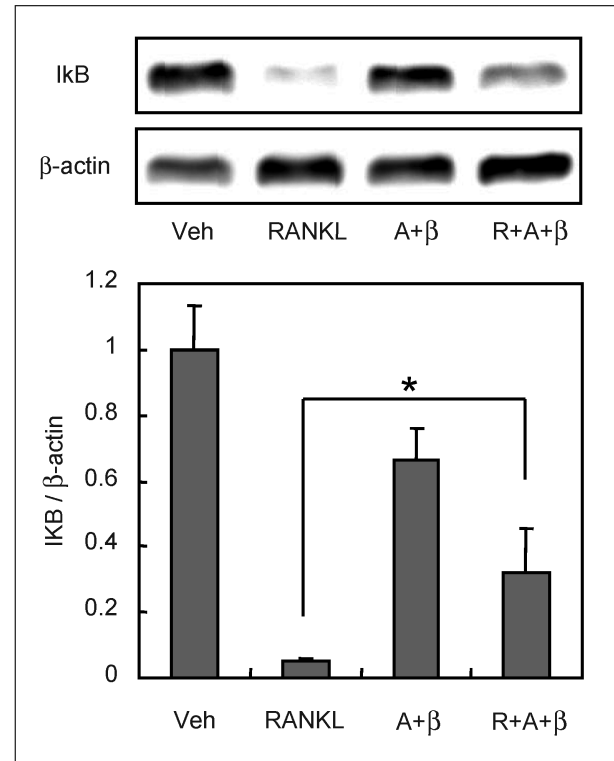 IkB
β-actin
Veh RANKL A+β R+A+β
1.2
1
0.8
0.6
0.4
0.2
0
IKB / β-actin
*
Veh RANKL A+β R+A+β